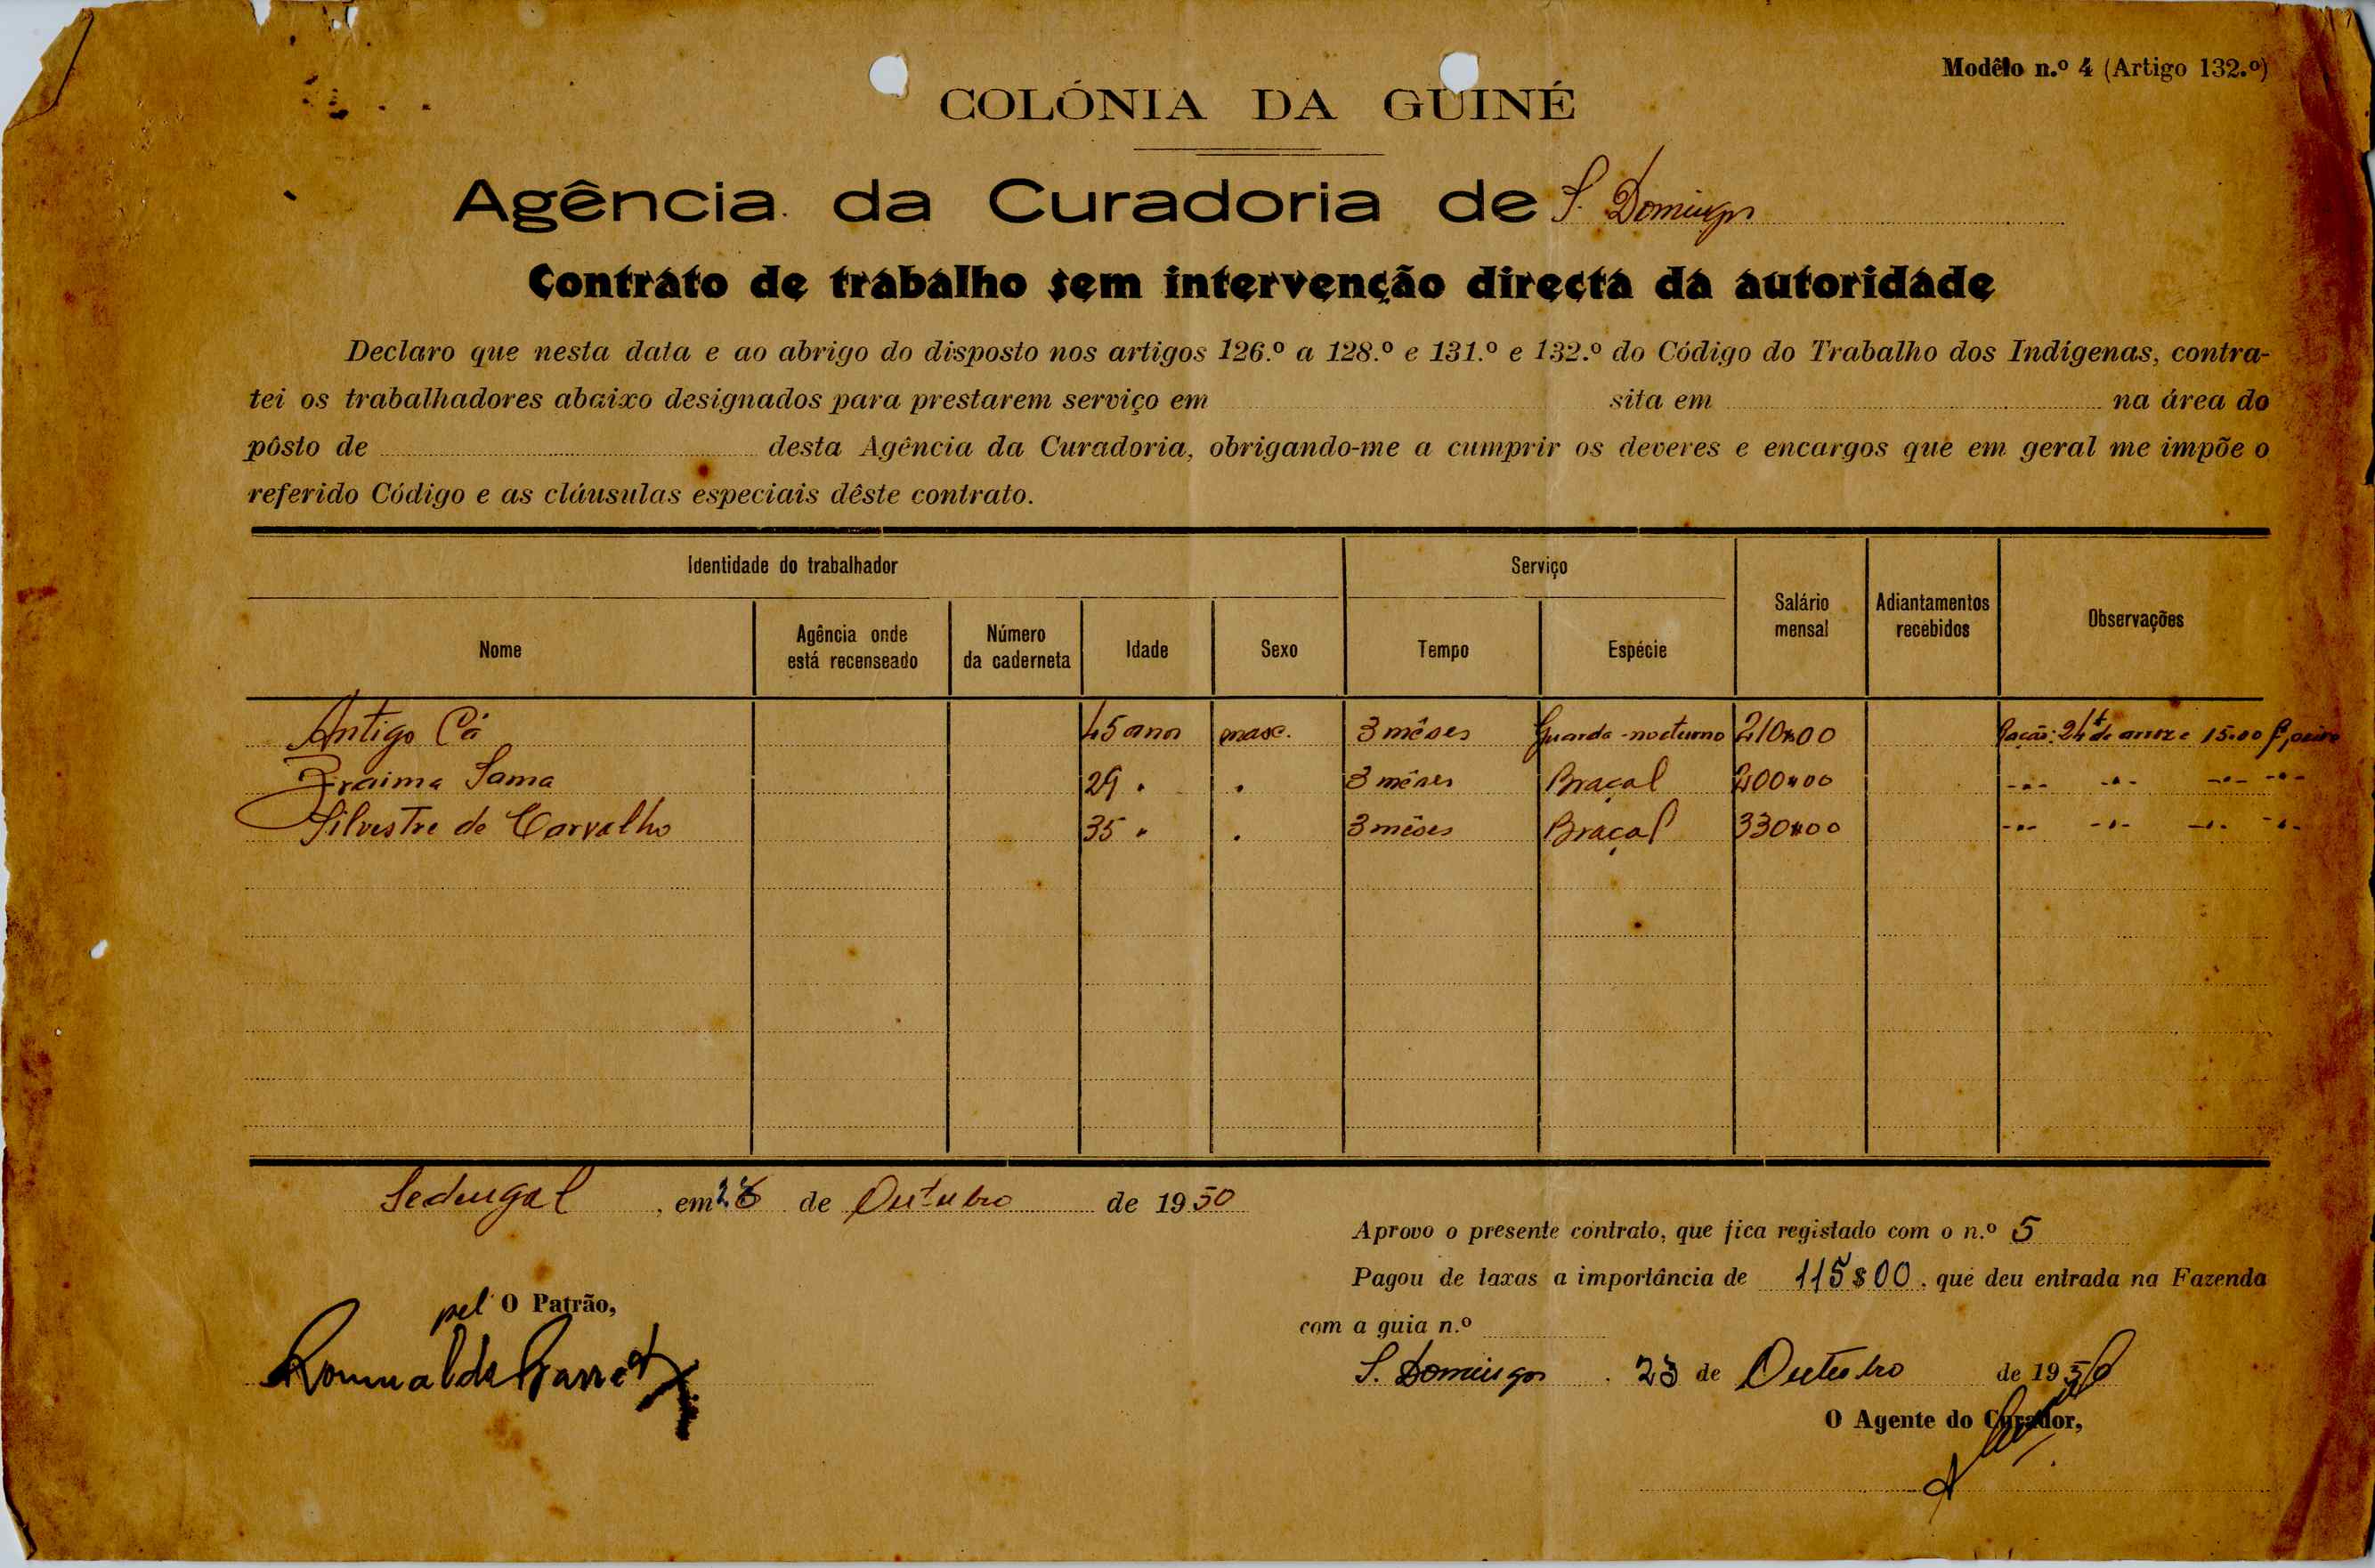 Modêlo n.º 4 (Artigo 132.º)
COLÓNIA DA GUINÉ
Agência da Curadoria de S. Domingos
Contrato de trabalho sem intervenção directa da autoridade
Declaro que nesta data e ao abrigo do disposto nos artigos 126.º a 128.º e 131.º e 132.º do Código do Trabalho dos Indígenas, contra-
tei os trabalhadores abaixo designados para prestarem serviço em sita em na área do
pôsto de desta Agência da Curadoria, obrigando-me a cumprir os deveres e encargos que em geral me impõe o
referido Código e as cláusulas especiais dêste contrato.
Identidade do trabalhador Serviço Salário mensal Adiantamentos recebidos Observações
Nome Agência onde está recenseado Número da caderneta Idade Sexo Tempo Espécie
Antigo Cá 45 anos masc. 3 mêses Guarda-nocturno 210$00 Ração: 24 de arroz e 15.00 p
Braima Sama 29 " " 3 mêses Braçal 200$00 -"- -"- -"- -"-
Silvestre de Carvalho 35 " " 3 mêses Braçal 330$00 -"- -"- -"- -"-
Sedengal, em de Outubro de 1950
Aprovo o presente contrato, que fica registado com o n.º 5
Pagou de taxas a importância de 115$00, que deu entrada na Fazenda
com a guia n.º
pel' O Patrão,
S. Domingos, 23 de Outubro de 1950
O Agente do Curador,